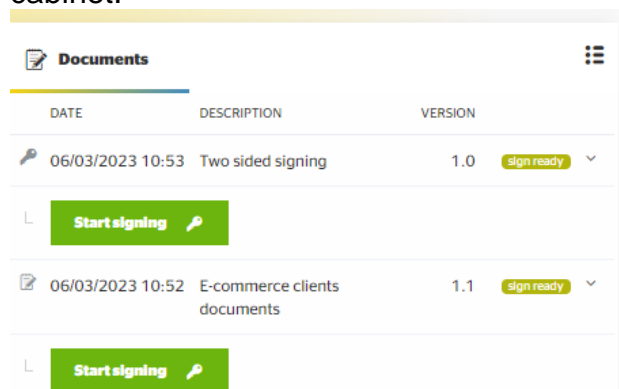 cabinet.
Documents
DATE DESCRIPTION VERSION
06/03/2023 10:53 Two sided signing 1.0 sign ready
Start signing
06/03/2023 10:52 E-commerce clients 1.1 sign ready
documents
Start signing